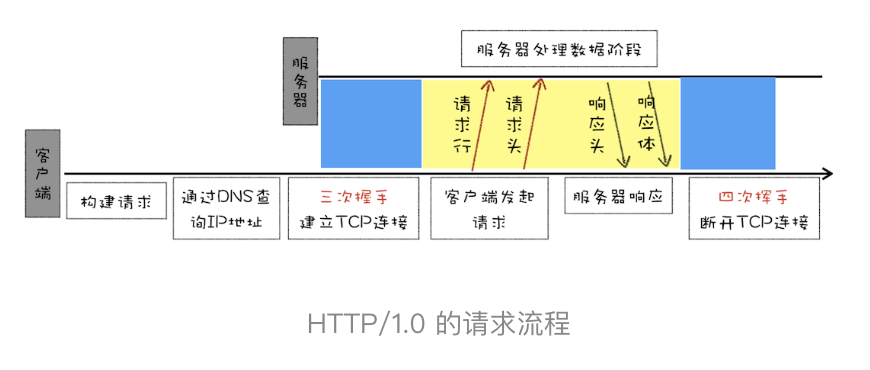 服务器处理数据阶段
服务器
请求行
请求头
响应头
响应体
客户端
构建请求
通过DNS查
询IP地址
三次握手
建立TCP连接
客户端发起
请求
服务器响应
四次挥手
断开TCP连接
HTTP/1.0 的请求流程